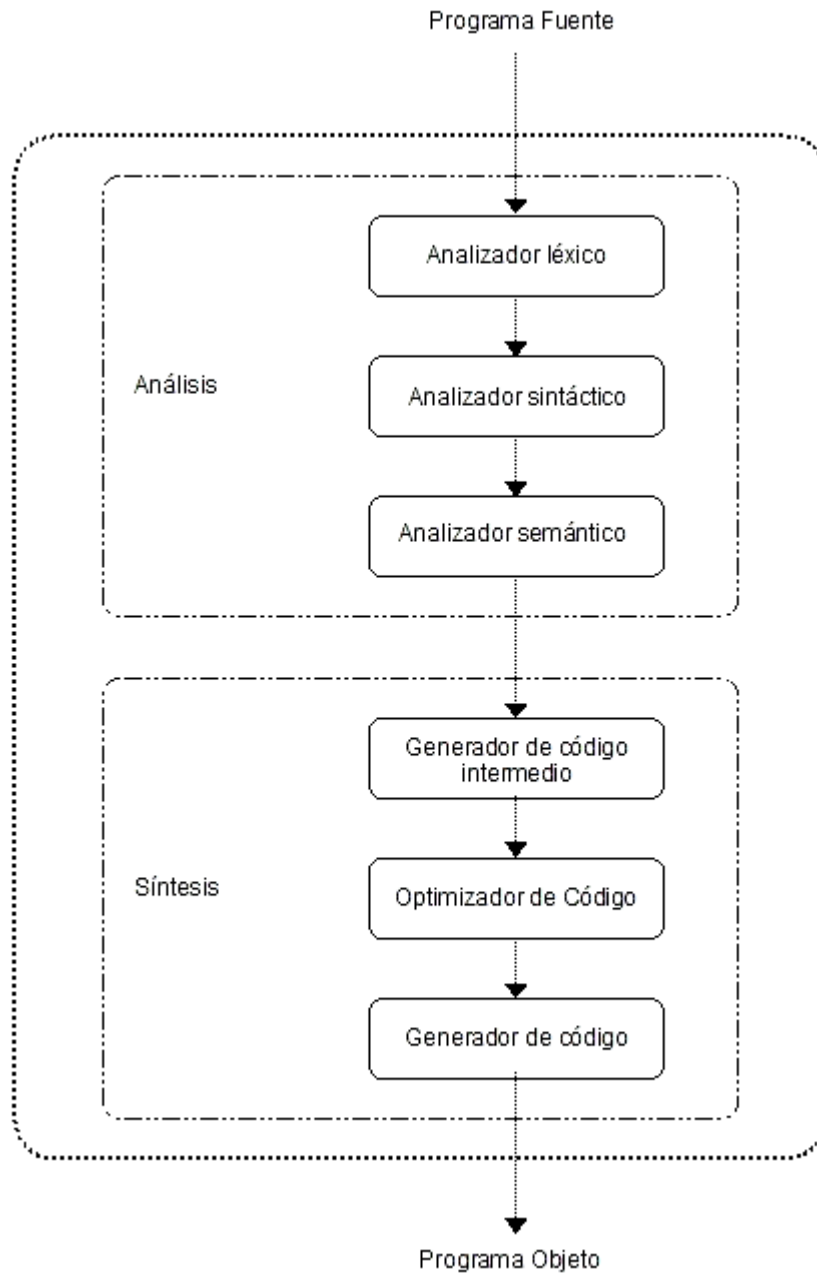 Programa Fuente
Analizador léxico
Análisis
Analizador sintáctico
Analizador semántico
Generador de código
intermedio
Síntesis
Optimizador de Código
Generador de código
Programa Objeto